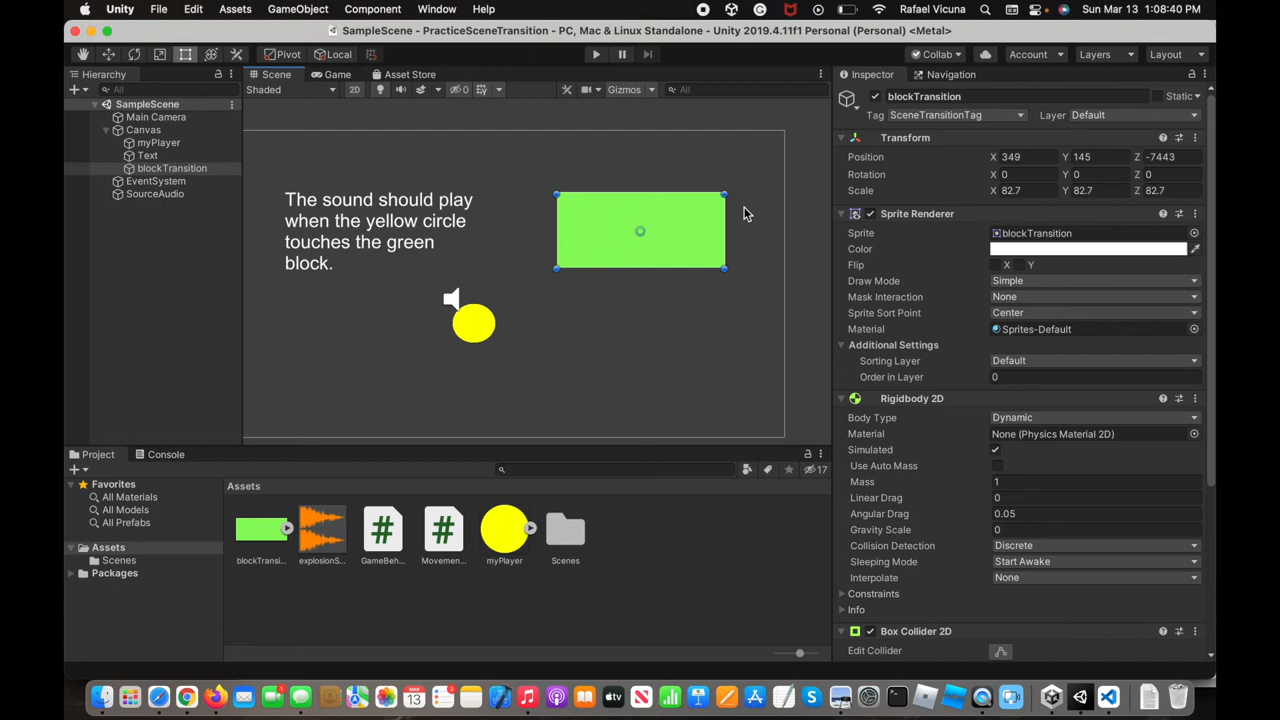 Unity File Edit Assets GameObject Component Window Help Rafael Vicuna Sun Mar 13 1:08:40 PM
SampleScene - PracticeSceneTransition - PC, Mac & Linux Standalone - Unity 2019.4.11f1 Personal (Personal) <Metal>
Pivot Local Collab Account Layers Layout
Hierarchy Scene Game Asset Store Inspector Navigation
All Shaded 2D 0 Gizmos All blockTransition Static
SampleScene
Tag SceneTransitionTag Layer Default
Main Camera
Canvas
myPlayer
Text
blockTransition
EventSystem
SourceAudio
The sound should play
when the yellow circle
touches the green
block.
Transform
Position X 349 Y 145 Z -7443
Rotation X 0 Y 0 Z 0
Scale X 82.7 Y 82.7 Z 82.7
Sprite Renderer
Sprite blockTransition
Color
Flip X Y
Draw Mode Simple
Mask Interaction None
Sprite Sort Point Center
Material Sprites-Default
Additional Settings
Sorting Layer Default
Order in Layer 0
Rigidbody 2D
Body Type Dynamic
Material None (Physics Material 2D)
Simulated
Use Auto Mass
Mass 1
Linear Drag 0
Angular Drag 0.05
Gravity Scale 0
Collision Detection Discrete
Sleeping Mode Start Awake
Interpolate None
Constraints
Info
Box Collider 2D
Edit Collider
Project Console
17
Favorites
All Materials
All Models
All Prefabs
Assets
Scenes
Packages
Assets
blockTransi... explosionS... GameBeh... Movemen... myPlayer Scenes
MAR
13
tv